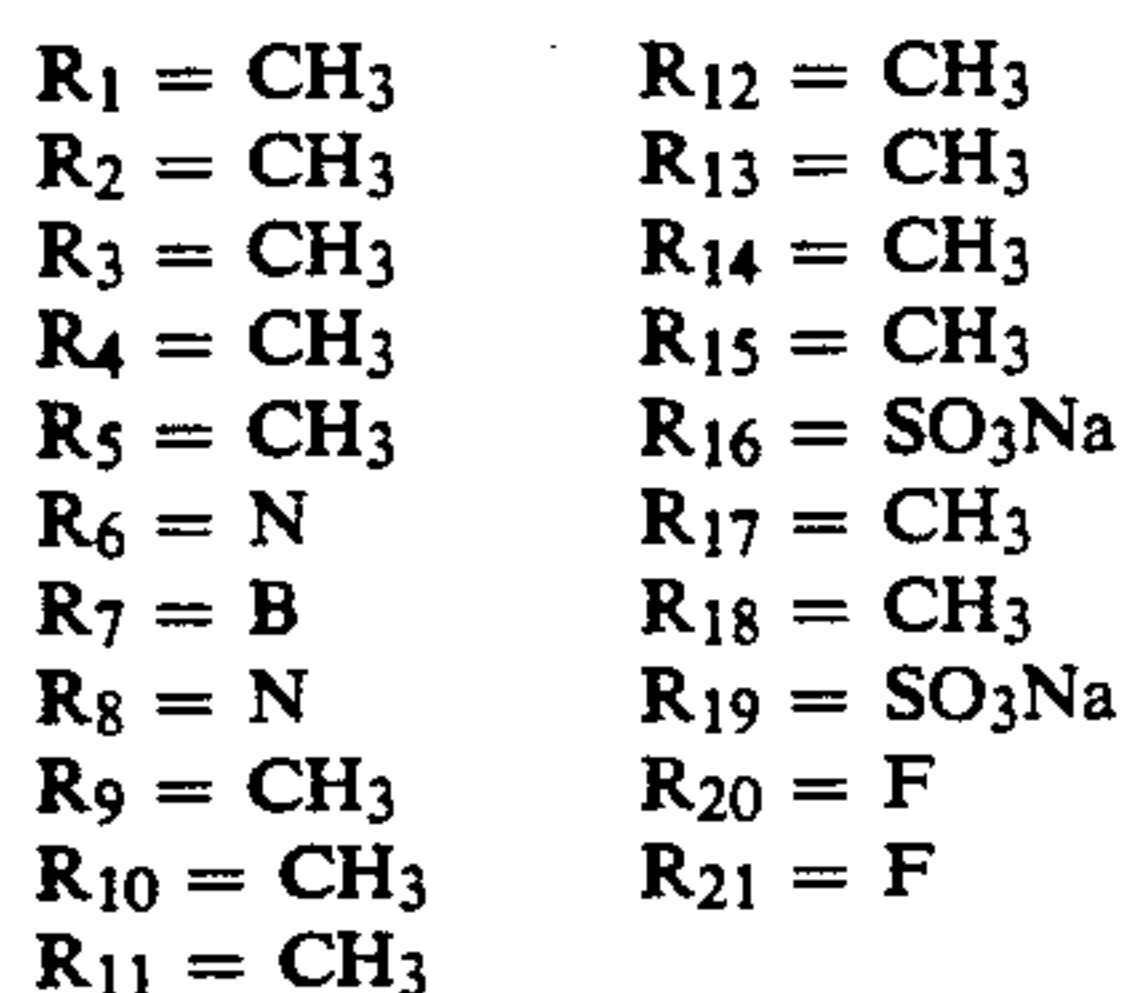 R1 = CH3
R2 = CH3
R3 = CH3
R4 = CH3
R5 = CH3
R6 = N
R7 = B
R8 = N
R9 = CH3
R10 = CH3
R11 = CH3
R12 = CH3
R13 = CH3
R14 = CH3
R15 = CH3
R16 = SO3Na
R17 = CH3
R18 = CH3
R19 = SO3Na
R20 = F
R21 = F